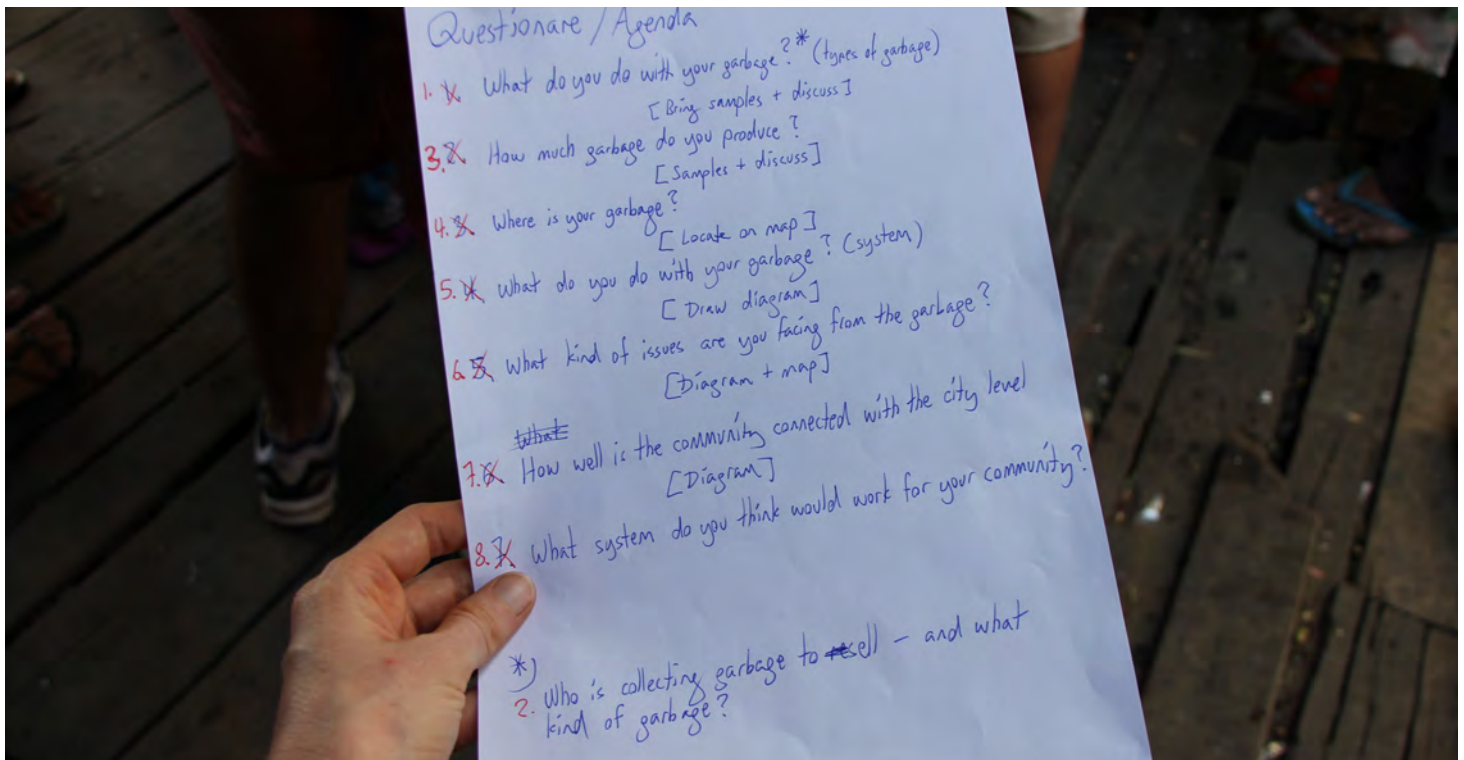 Questionare / Agenda
1. What do you do with your garbage?* (types of garbage)
[Bring samples + discuss]
3. How much garbage do you produce?
[Samples + discuss]
4. Where is your garbage?
[Locate on map]
5. What do you do with your garbage? (system)
[Draw diagram]
6. What kind of issues are you facing from the garbage?
[Diagram + map]
What
7. How well is the community connected with the city level
[Diagram]
8. What system do you think would work for your community?
*)
2. Who is collecting garbage to sell – and what
kind of garbage?